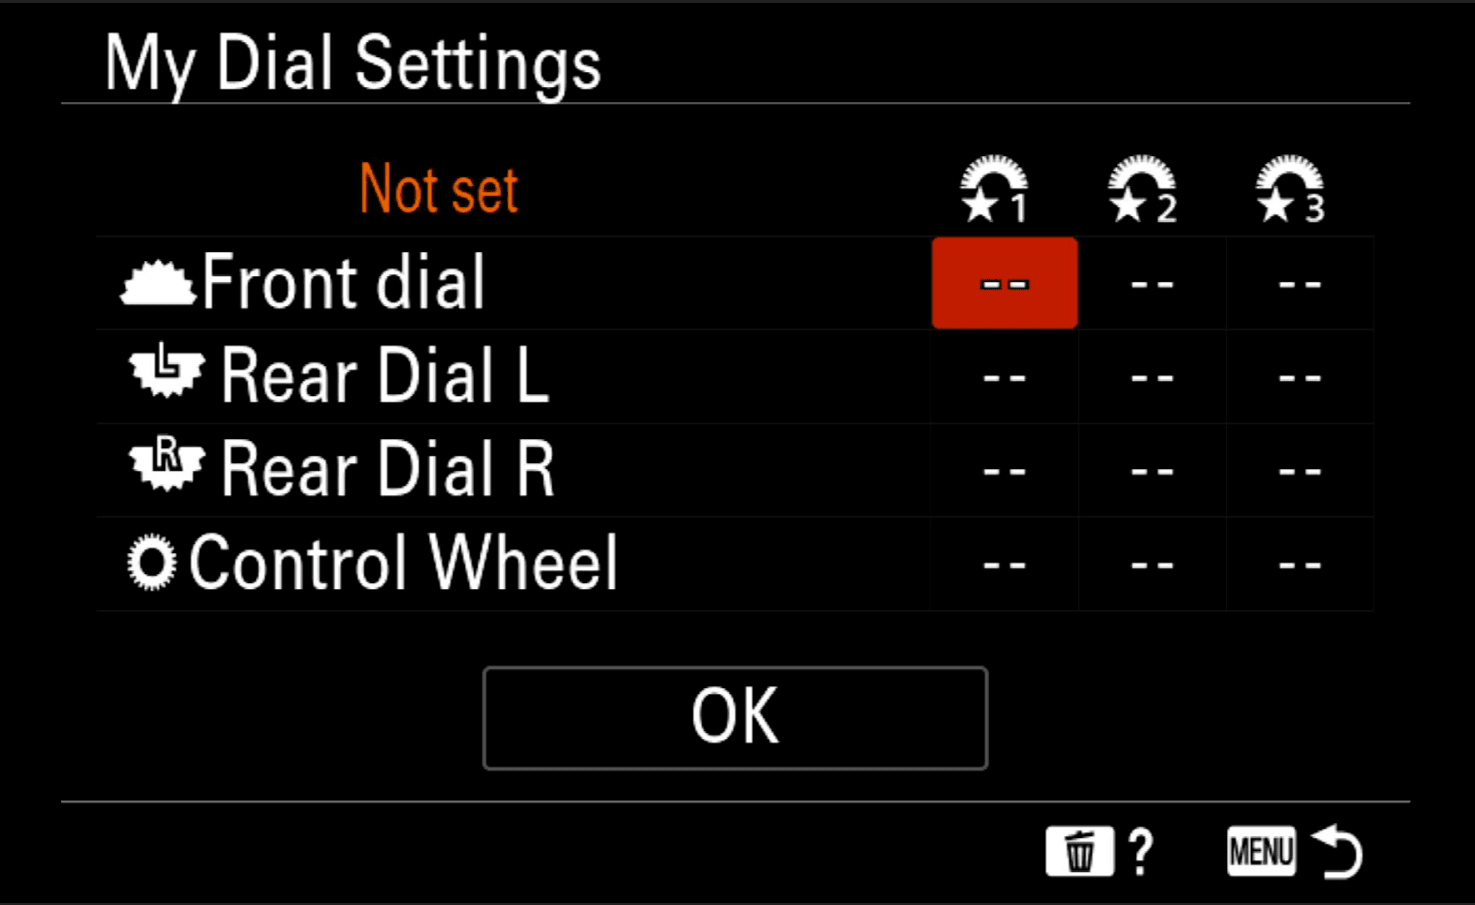 My Dial Settings
Not set ★1 ★2 ★3
Front dial -- -- --
L Rear Dial L -- -- --
R Rear Dial R -- -- --
Control Wheel -- -- --
OK
? MENU